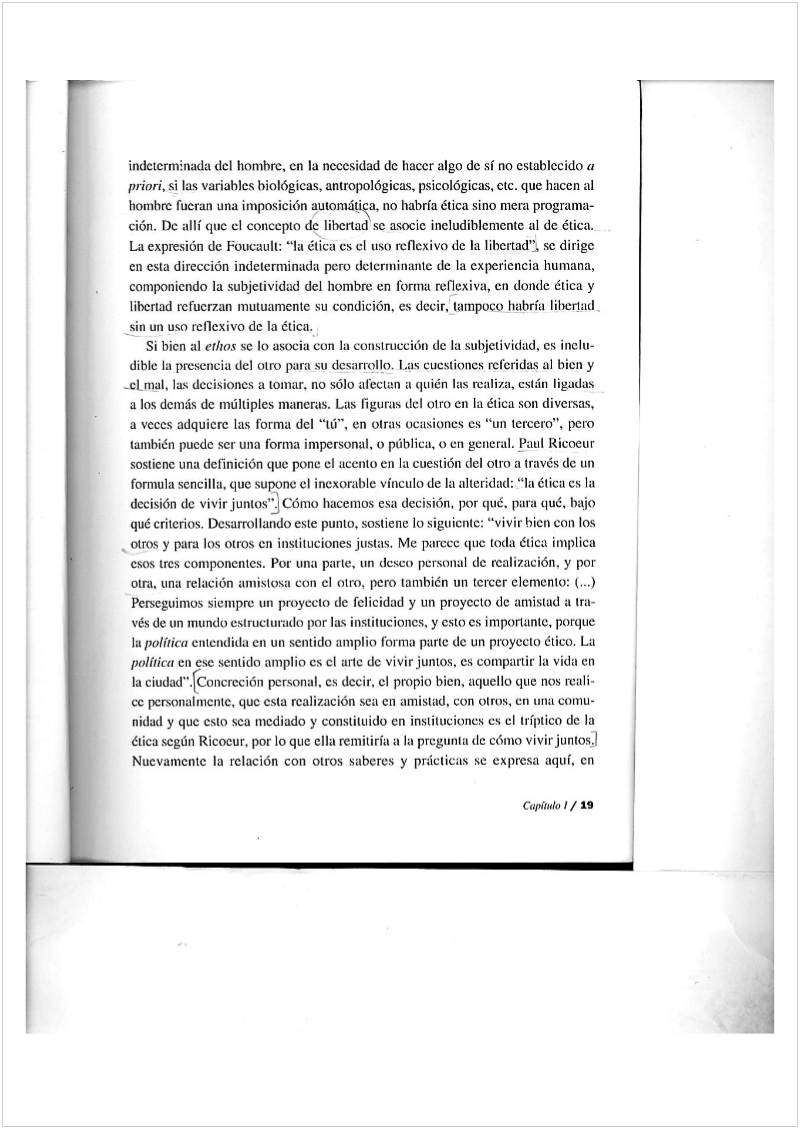 indeterminada del hombre, en la necesidad de hacer algo de sí no establecido a
priori, si las variables biológicas, antropológicas, psicológicas, etc. que hacen al
hombre fueran una imposición automática, no habría ética sino mera programa-
ción. De allí que el concepto de libertad se asocie ineludiblemente al de ética.
La expresión de Foucault: “la ética es el uso reflexivo de la libertad”, se dirige
en esta dirección indeterminada pero determinante de la experiencia humana,
componiendo la subjetividad del hombre en forma reflexiva, en donde ética y
libertad refuerzan mutuamente su condición, es decir, tampoco habría libertad
sin un uso reflexivo de la ética.
Si bien al ethos se lo asocia con la construcción de la subjetividad, es inelu-
dible la presencia del otro para su desarrollo. Las cuestiones referidas al bien y
el mal, las decisiones a tomar, no sólo afectan a quién las realiza, están ligadas
a los demás de múltiples maneras. Las figuras del otro en la ética son diversas,
a veces adquiere las forma del “tú”, en otras ocasiones es “un tercero”, pero
también puede ser una forma impersonal, o pública, o en general. Paul Ricoeur
sostiene una definición que pone el acento en la cuestión del otro a través de un
formula sencilla, que supone el inexorable vínculo de la alteridad: “la ética es la
decisión de vivir juntos”. Cómo hacemos esa decisión, por qué, para qué, bajo
qué criterios. Desarrollando este punto, sostiene lo siguiente: “vivir bien con los
otros y para los otros en instituciones justas. Me parece que toda ética implica
esos tres componentes. Por una parte, un deseo personal de realización, y por
otra, una relación amistosa con el otro, pero también un tercer elemento: (...)
Perseguimos siempre un proyecto de felicidad y un proyecto de amistad a tra-
vés de un mundo estructurado por las instituciones, y esto es importante, porque
la política entendida en un sentido amplio forma parte de un proyecto ético. La
política en ese sentido amplio es el arte de vivir juntos, es compartir la vida en
la ciudad”. Concreción personal, es decir, el propio bien, aquello que nos reali-
ce personalmente, que esta realización sea en amistad, con otros, en una comu-
nidad y que esto sea mediado y constituido en instituciones es el tríptico de la
ética según Ricoeur, por lo que ella remitiría a la pregunta de cómo vivir juntos.
Nuevamente la relación con otros saberes y prácticas se expresa aquí, en
Capítulo I / 19